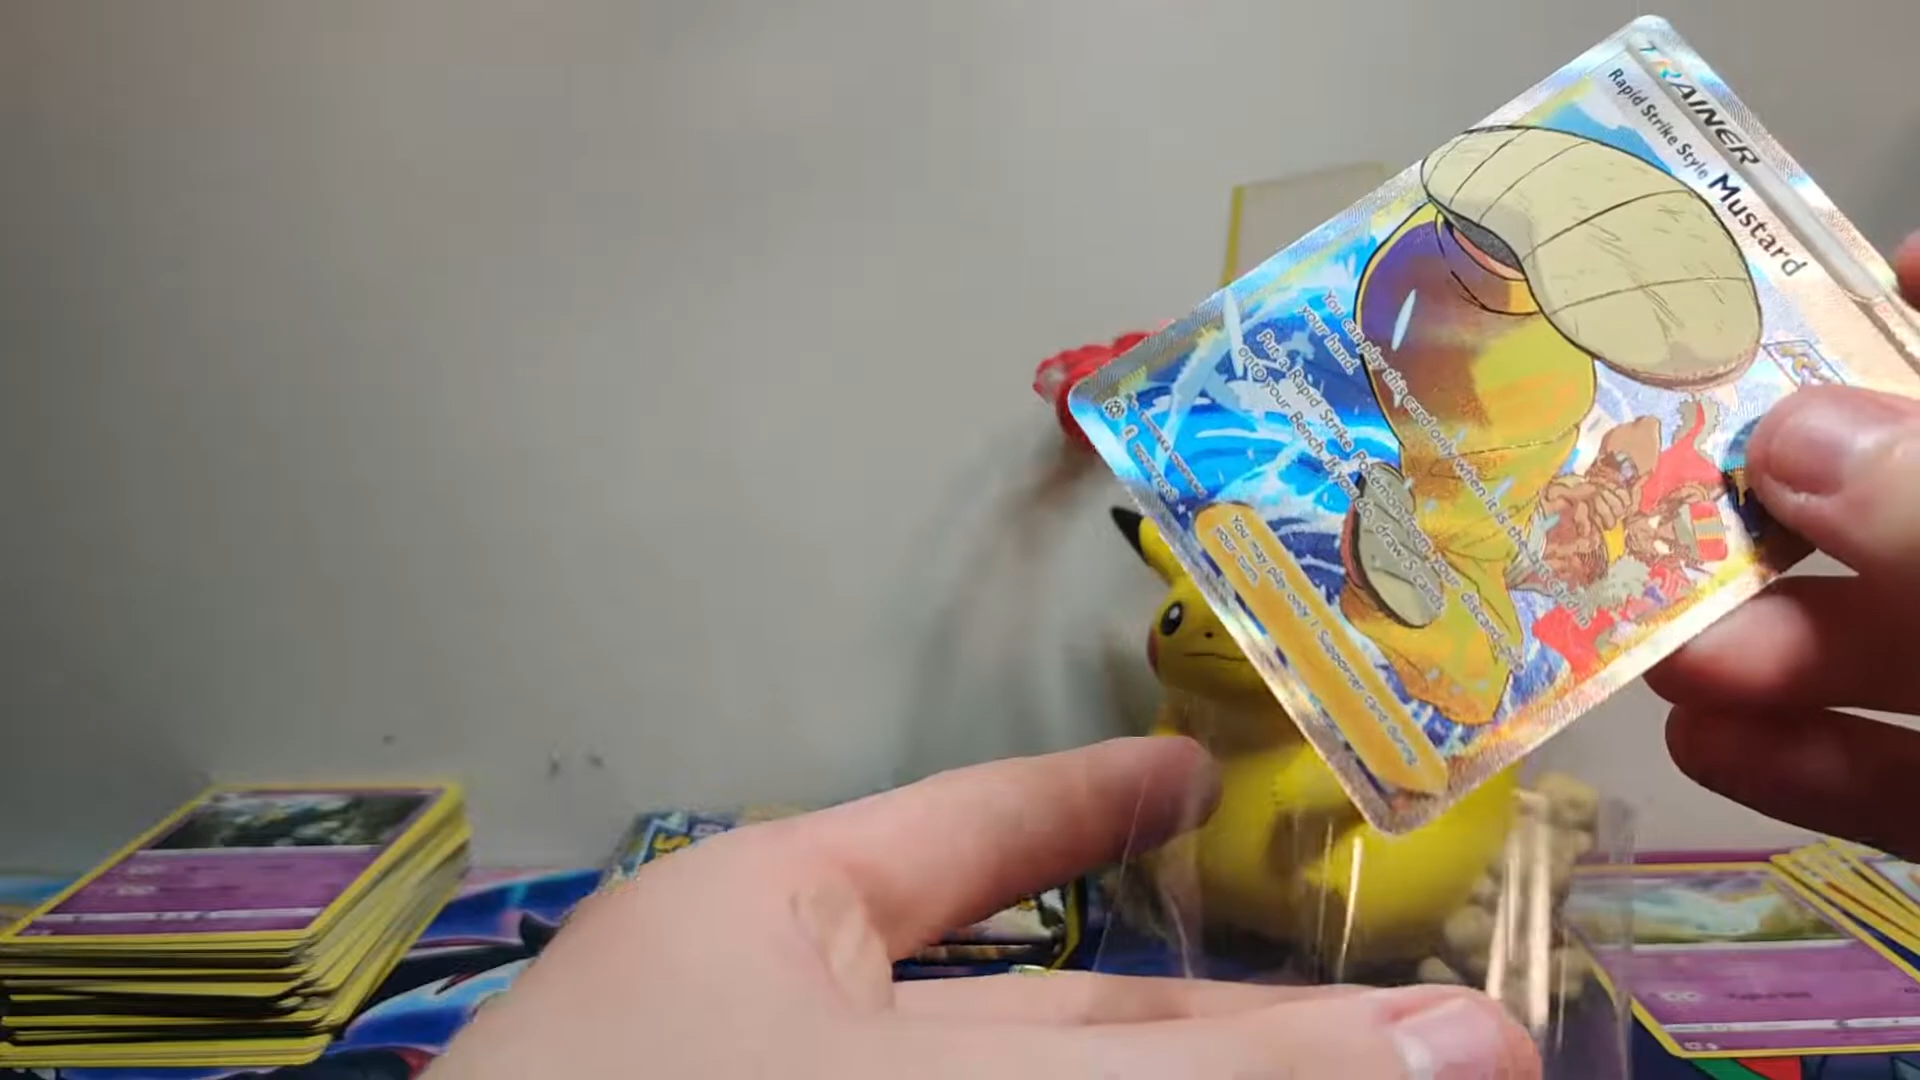 TRAINER
Rapid Strike Style Mustard
You can play this card only when it is the last card in
your hand.
Put a Rapid Strike Pokémon from your discard pile
onto your Bench. If you do, draw 5 cards.
You may play only 1 Supporter card during
your turn.